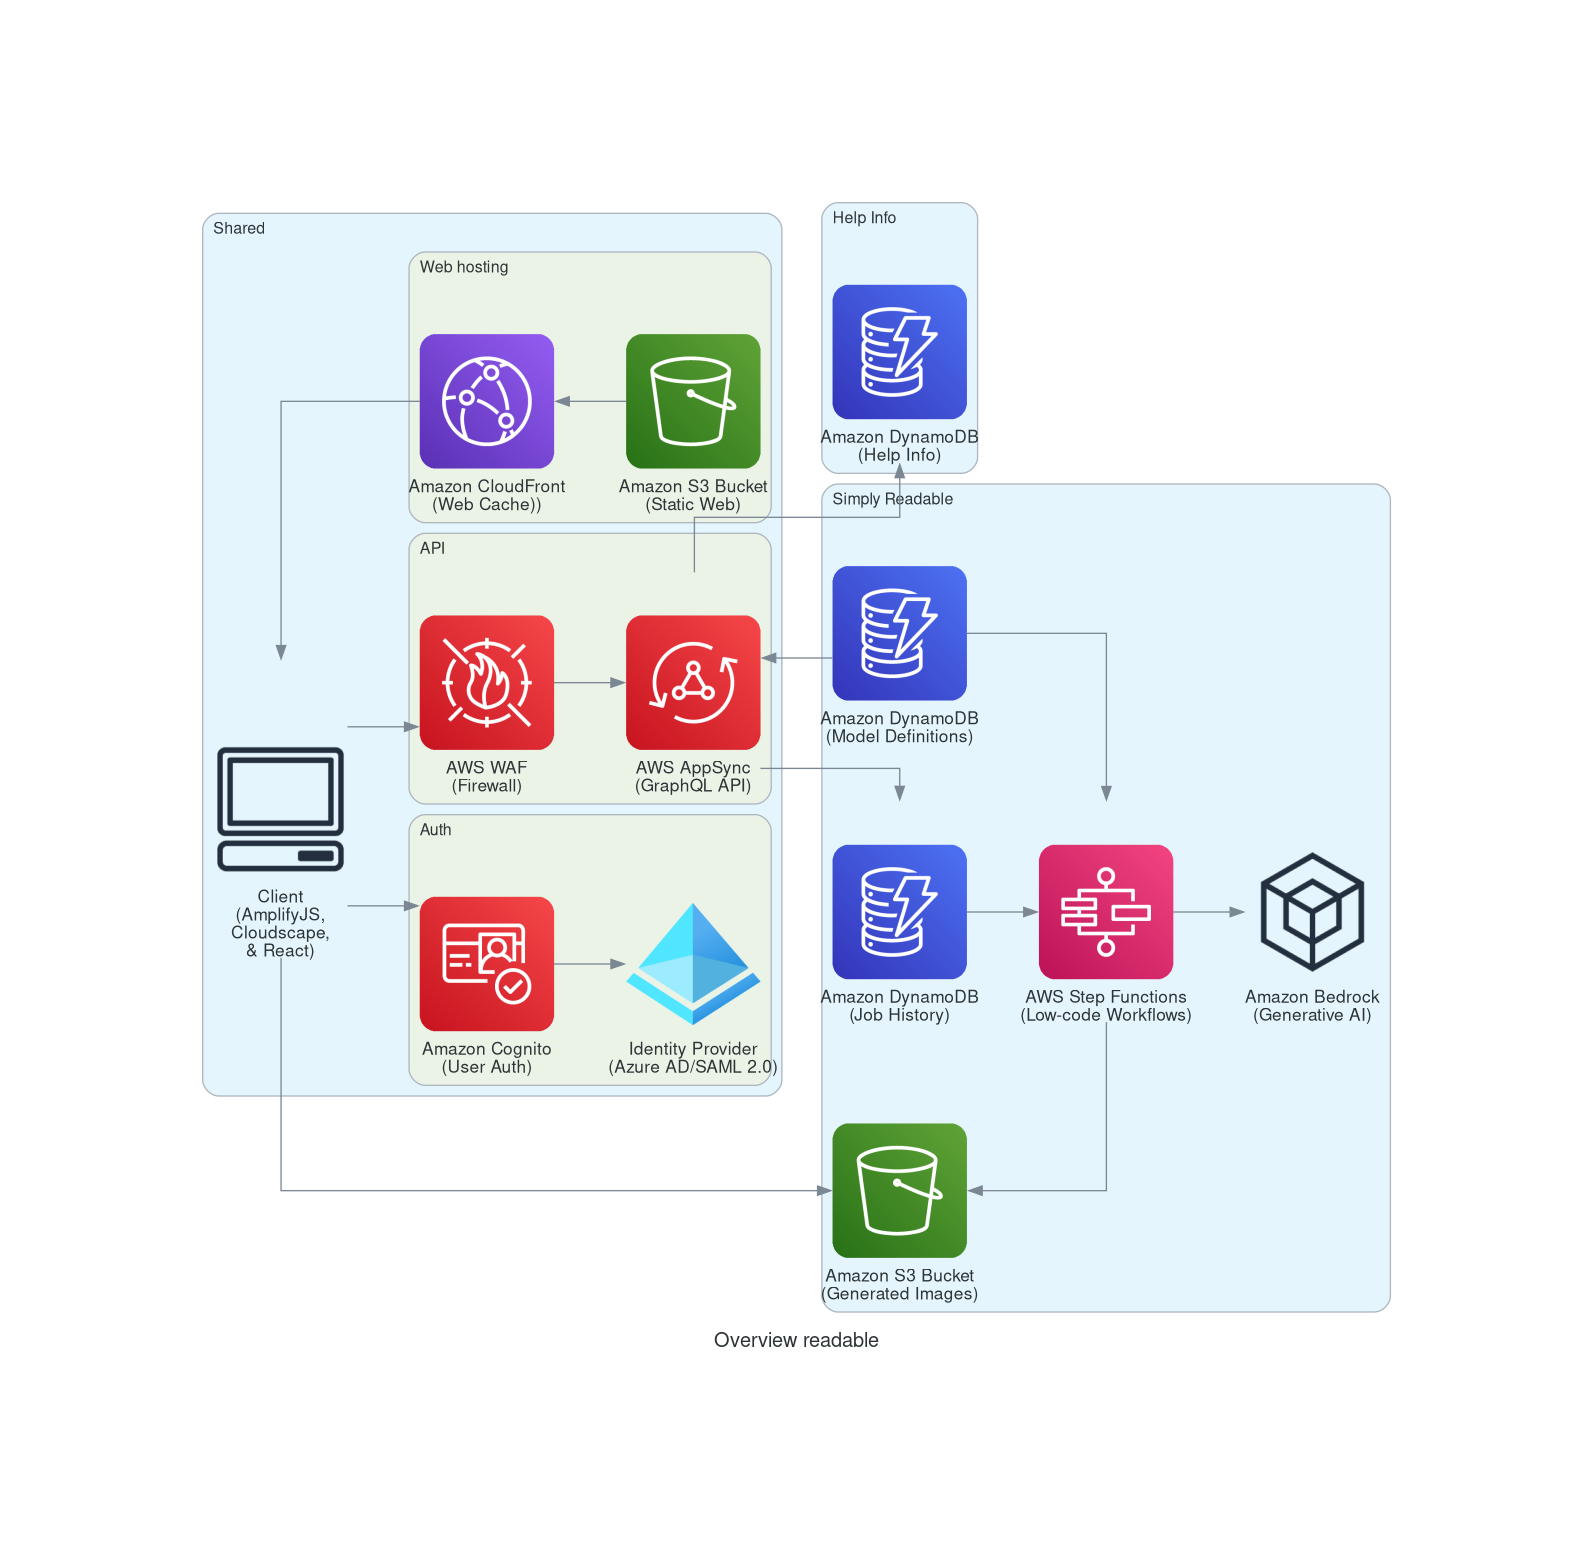 Shared
Web hosting
Amazon CloudFront
(Web Cache))
Amazon S3 Bucket
(Static Web)
API
AWS WAF
(Firewall)
AWS AppSync
(GraphQL API)
Auth
Amazon Cognito
(User Auth)
Identity Provider
(Azure AD/SAML 2.0)
Client
(AmplifyJS,
Cloudscape,
& React)
Help Info
Amazon DynamoDB
(Help Info)
Simply Readable
Amazon DynamoDB
(Model Definitions)
Amazon DynamoDB
(Job History)
AWS Step Functions
(Low-code Workflows)
Amazon Bedrock
(Generative AI)
Amazon S3 Bucket
(Generated Images)
Overview readable